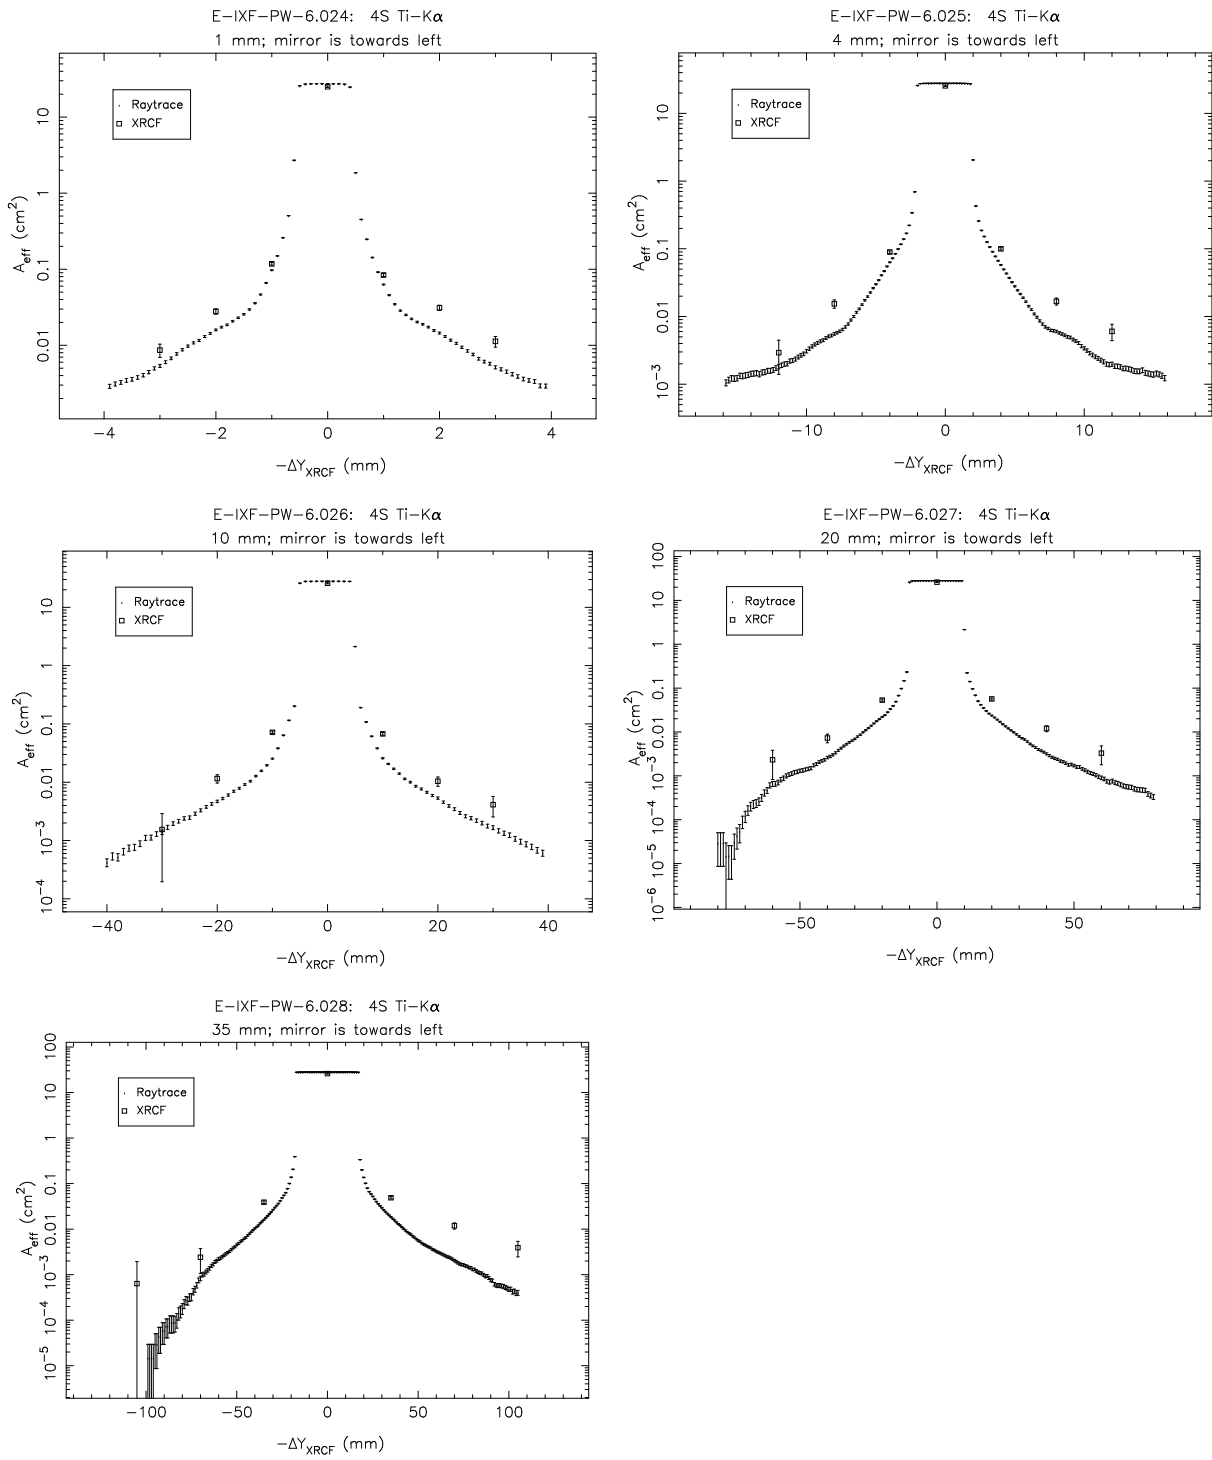 E-IXF-PW-6.024: 4S Ti-Kα
1 mm; mirror is towards left
Raytrace
XRCF
10
1
0.1
0.01
A_eff (cm²)
-4 -2 0 2 4
-ΔY_XRCF (mm)
E-IXF-PW-6.025: 4S Ti-Kα
4 mm; mirror is towards left
Raytrace
XRCF
10
1
0.1
0.01
10⁻³
A_eff (cm²)
-10 0 10
-ΔY_XRCF (mm)
E-IXF-PW-6.026: 4S Ti-Kα
10 mm; mirror is towards left
Raytrace
XRCF
10
1
0.1
0.01
10⁻³
10⁻⁴
A_eff (cm²)
-40 -20 0 20 40
-ΔY_XRCF (mm)
E-IXF-PW-6.027: 4S Ti-Kα
20 mm; mirror is towards left
Raytrace
XRCF
100
10
1
0.1
0.01
10⁻³
10⁻⁴
10⁻⁵
10⁻⁶
A_eff (cm²)
-50 0 50
-ΔY_XRCF (mm)
E-IXF-PW-6.028: 4S Ti-Kα
35 mm; mirror is towards left
Raytrace
XRCF
100
10
1
0.1
0.01
10⁻³
10⁻⁴
10⁻⁵
A_eff (cm²)
-100 -50 0 50 100
-ΔY_XRCF (mm)